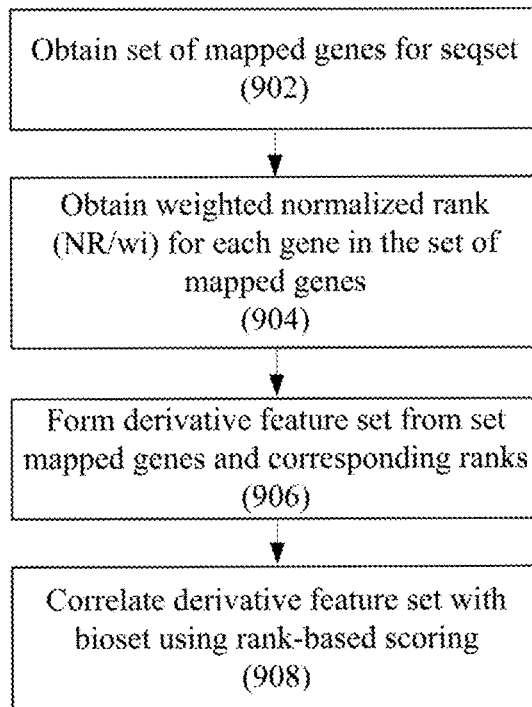 Obtain set of mapped genes for seqset
(902)
Obtain weighted normalized rank
(NR/wi) for each gene in the set of
mapped genes
(904)
Form derivative feature set from set
mapped genes and corresponding ranks
(906)
Correlate derivative feature set with
bioset using rank-based scoring
(908)